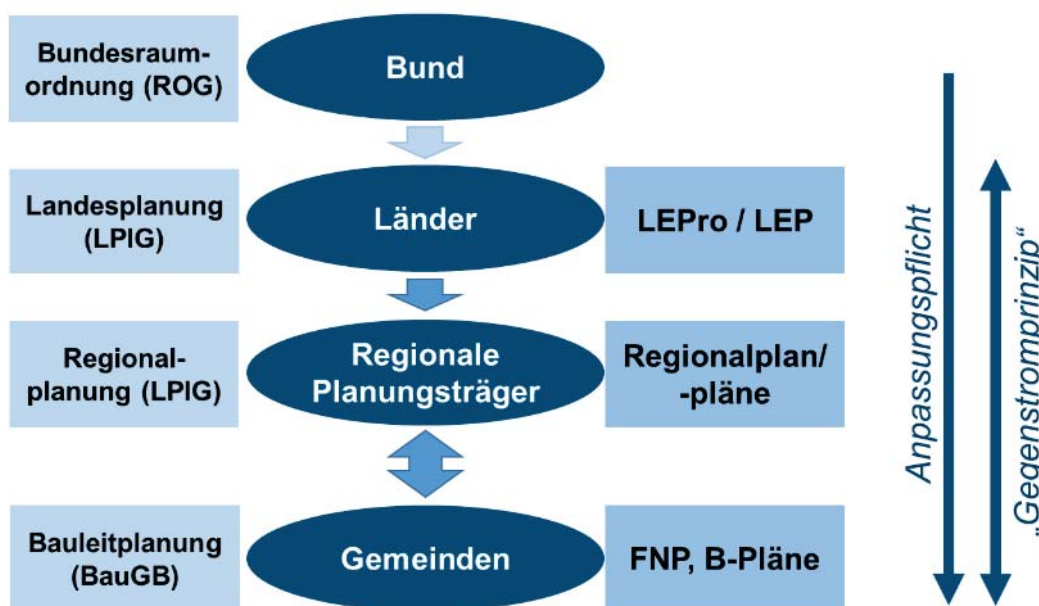 Bundesraum-
ordnung (ROG)
Bund
Landesplanung
(LPlG)
Länder
LEPro / LEP
Regional-
planung (LPlG)
Regionale
Planungsträger
Regionalplan/
-pläne
Bauleitplanung
(BauGB)
Gemeinden
FNP, B-Pläne
Anpassungspflicht
„Gegenstromprinzip“